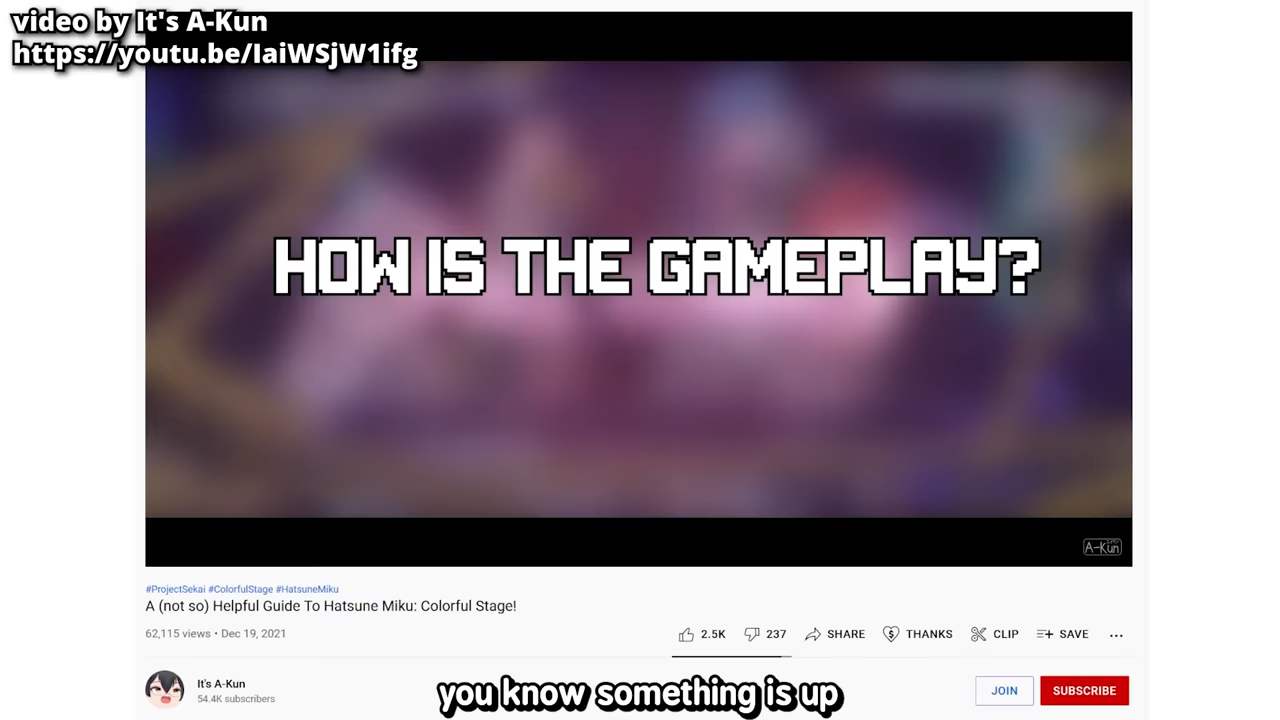 video by It's A-Kun
https://youtu.be/IaiWSjW1ifg
HOW IS THE GAMEPLAY?
A-Kun
#ProjectSekai #ColorfulStage #HatsuneMiku
A (not so) Helpful Guide To Hatsune Miku: Colorful Stage!
62,115 views • Dec 19, 2021
2.5K 237 SHARE THANKS CLIP SAVE ...
It's A-Kun
54.4K subscribers
JOIN SUBSCRIBE
you know something is up